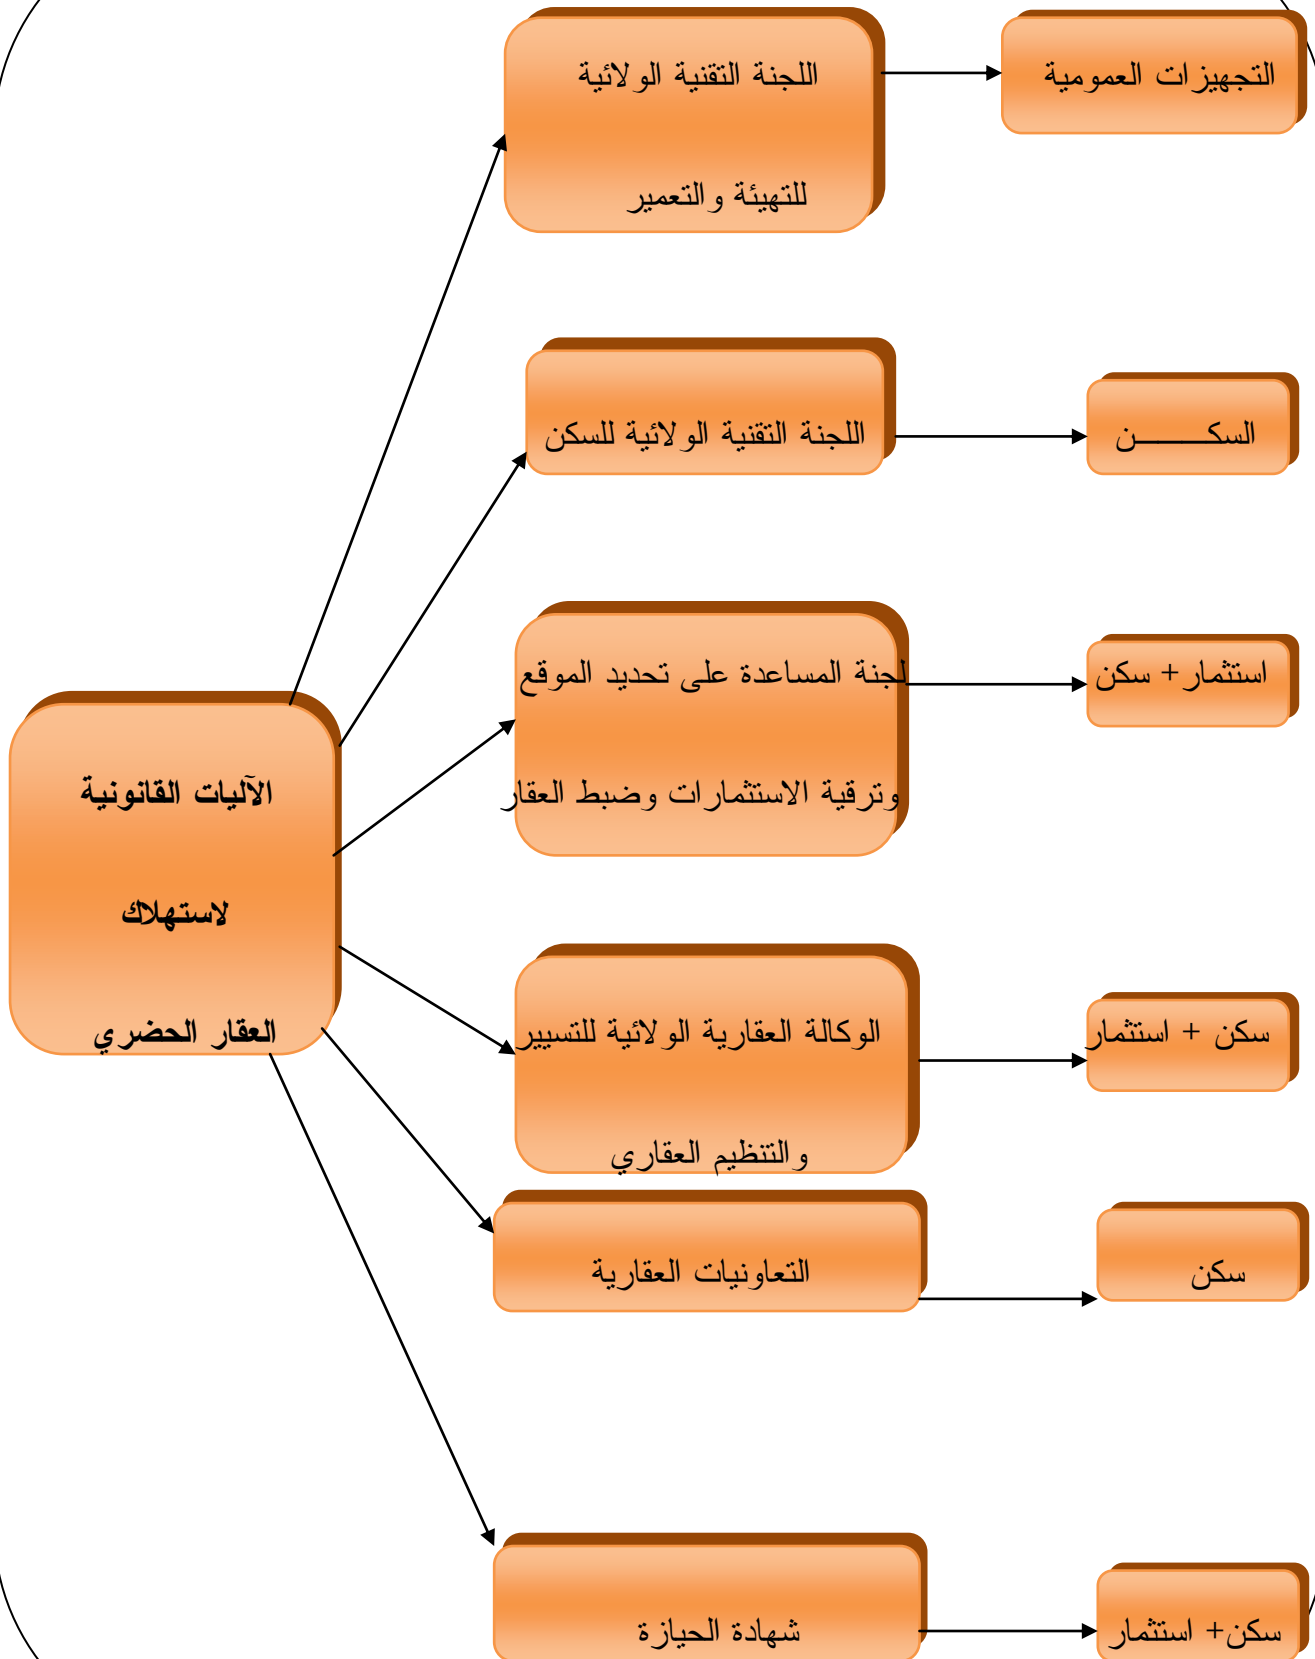 اللجنة التقنية الولائية
للتهيئة والتعمير
التجهيزات العمومية
اللجنة التقنية الولائية للسكن
السكـــــــن
لجنة المساعدة على تحديد الموقع
وترقية الاستثمارات وضبط العقار
استثمار+ سكن
الآليات القانونية
لاستهلاك
العقار الحضري
الوكالة العقارية الولائية للتسيير
والتنظيم العقاري
سكن + استثمار
التعاونيات العقارية
سكن
شهادة الحيازة
سكن+ استثمار